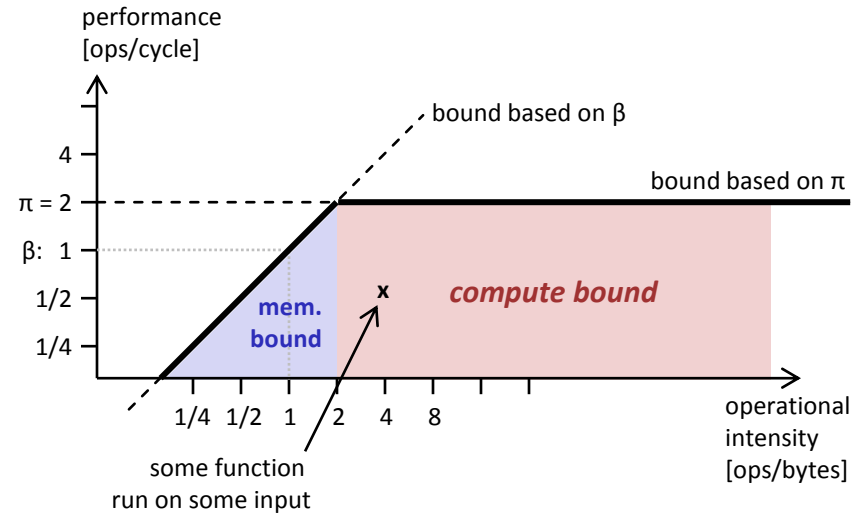 performance
[ops/cycle]
bound based on β
4
bound based on π
π = 2
β: 1
x
compute bound
1/2
mem.
bound
1/4
1/4 1/2 1 2 4 8
operational
intensity
[ops/bytes]
some function
run on some input